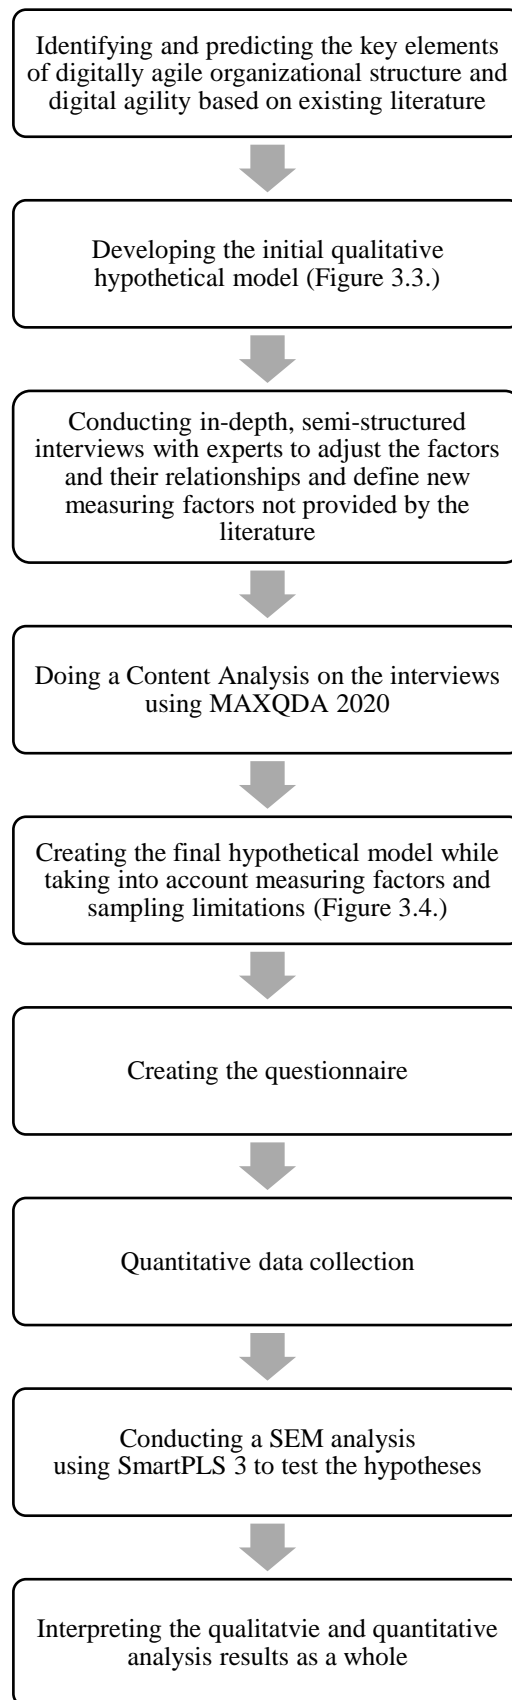 Identifying and predicting the key elements
of digitally agile organizational structure and
digital agility based on existing literature
Developing the initial qualitative
hypothetical model (Figure 3.3.)
Conducting in-depth, semi-structured
interviews with experts to adjust the factors
and their relationships and define new
measuring factors not provided by the
literature
Doing a Content Analysis on the interviews
using MAXQDA 2020
Creating the final hypothetical model while
taking into account measuring factors and
sampling limitations (Figure 3.4.)
Creating the questionnaire
Quantitative data collection
Conducting a SEM analysis
using SmartPLS 3 to test the hypotheses
Interpreting the qualitatvie and quantitative
analysis results as a whole